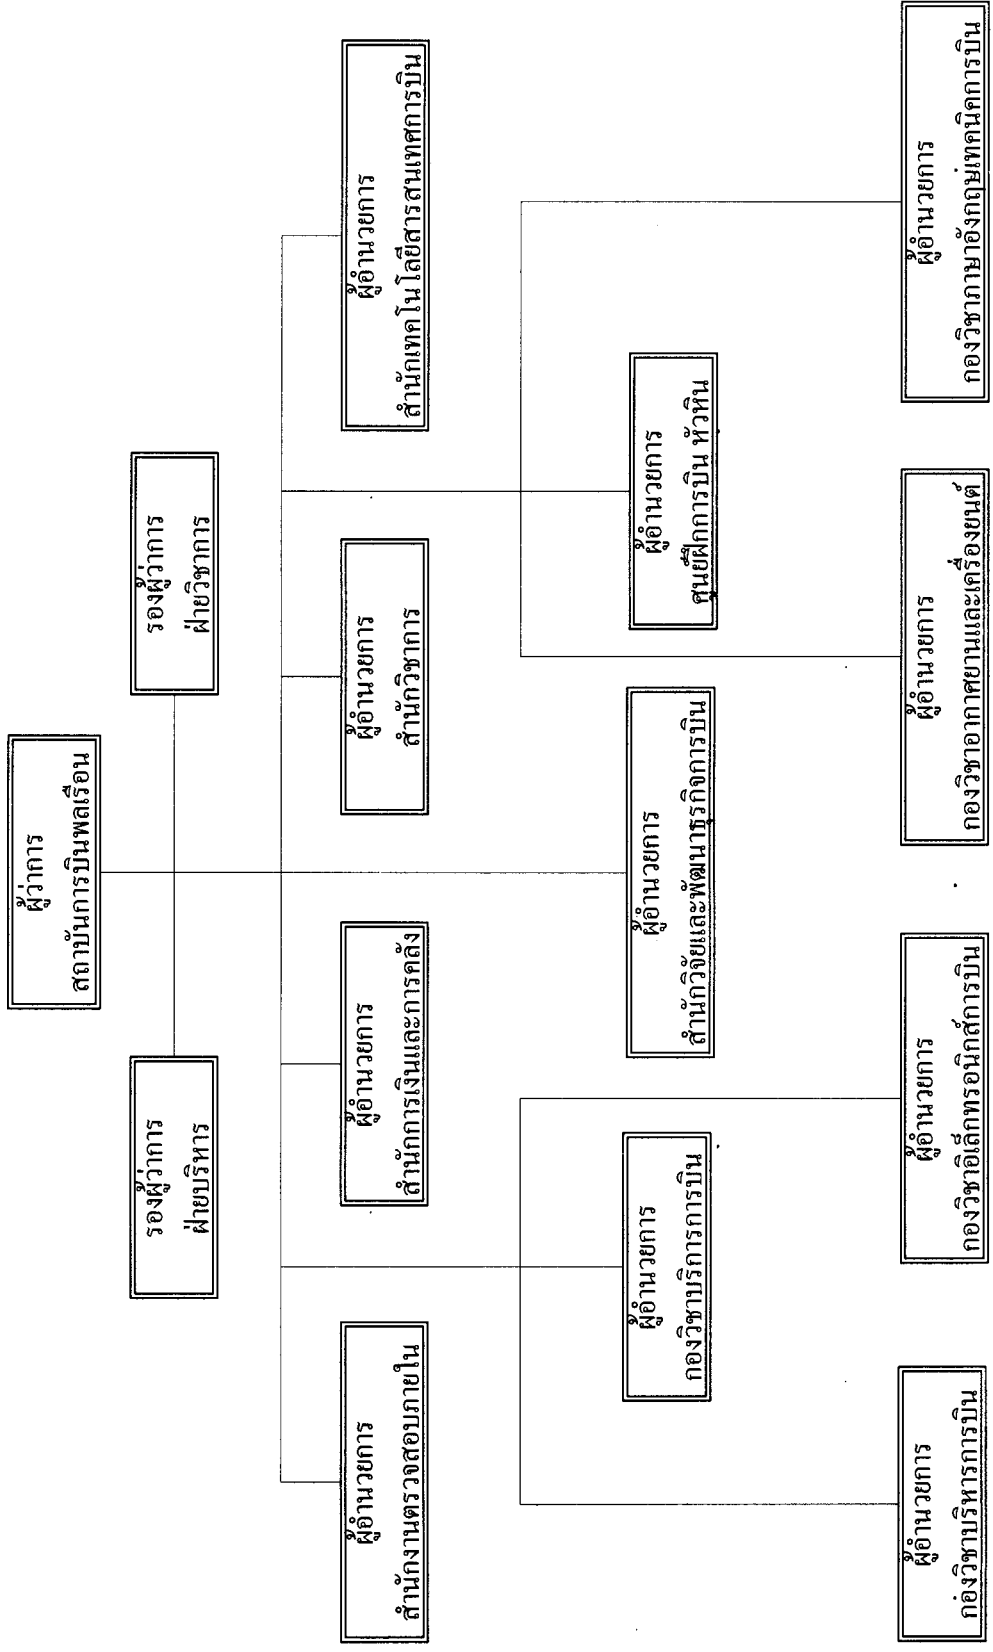 ผู้ว่าการ
สถาบันการบินพลเรือน
รองผู้ว่าการ
ฝ่ายบริหาร
รองผู้ว่าการ
ฝ่ายวิชาการ
ผู้อำนวยการ
สำนักงานตรวจสอบภายใน
ผู้อำนวยการ
สำนักการเงินและการคลัง
ผู้อำนวยการ
สำนักวิชาการ
ผู้อำนวยการ
สำนักเทคโนโลยีสารสนเทศการบิน
ผู้อำนวยการ
กองวิชาบริการการบิน
ผู้อำนวยการ
สำนักวิจัยและพัฒนาธุรกิจการบิน
ผู้อำนวยการ
ศูนย์ฝึกการบิน หัวหิน
ผู้อำนวยการ
กองวิชาบริหารการบิน
ผู้อำนวยการ
กองวิชาอิเล็กทรอนิกส์การบิน
ผู้อำนวยการ
กองวิชาอากาศยานและเครื่องยนต์
ผู้อำนวยการ
กองวิชาภาษาอังกฤษเทคนิคการบิน